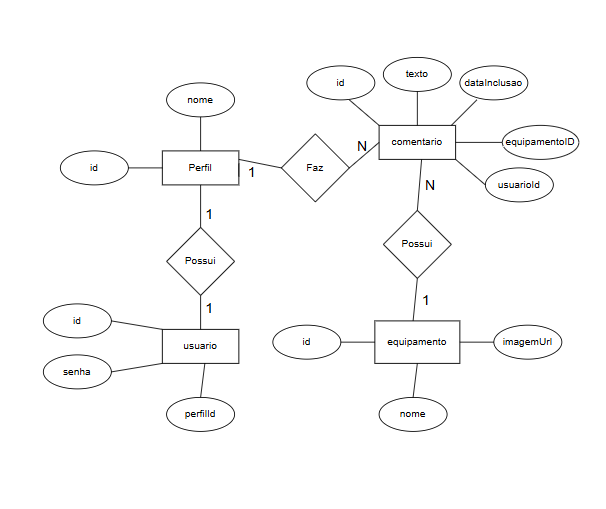 texto
id
dataInclusao
nome
N
comentario
equipamentoID
id
Perfil
1
Faz
usuarioId
N
1
Possui
Possui
1
1
id
usuario
id
equipamento
imagemUrl
senha
perfilId
nome